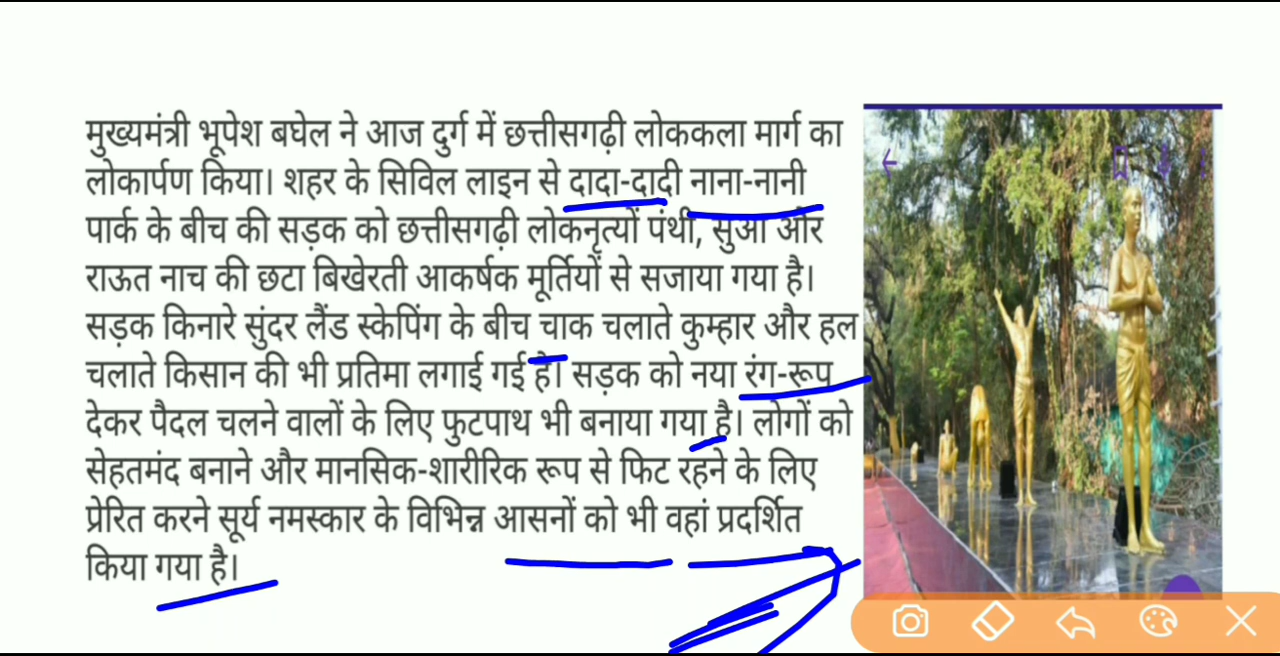 मुख्यमंत्री भूपेश बघेल ने आज दुर्ग में छत्तीसगढ़ी लोककला मार्ग का
लोकार्पण किया। शहर के सिविल लाइन से दादा-दादी नाना-नानी
पार्क के बीच की सड़क को छत्तीसगढ़ी लोकनृत्यों पंथी, सुआ और
राऊत नाच की छटा बिखेरती आकर्षक मूर्तियों से सजाया गया है।
सड़क किनारे सुंदर लैंड स्केपिंग के बीच चाक चलाते कुम्हार और हल
चलाते किसान की भी प्रतिमा लगाई गई है। सड़क को नया रंग-रूप
देकर पैदल चलने वालों के लिए फुटपाथ भी बनाया गया है। लोगों को
सेहतमंद बनाने और मानसिक-शारीरिक रूप से फिट रहने के लिए
प्रेरित करने सूर्य नमस्कार के विभिन्न आसनों को भी वहां प्रदर्शित
किया गया है।